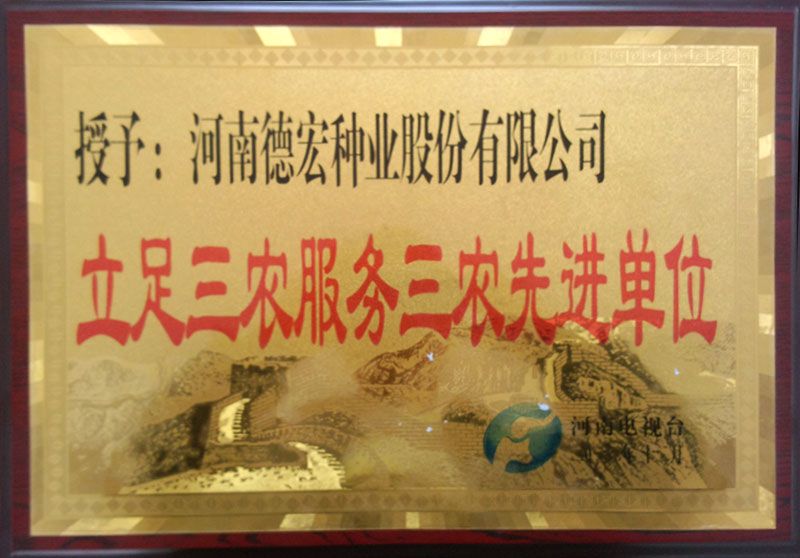 授予：河南德宏种业股份有限公司
立足三农服务三农先进单位
河南电视台